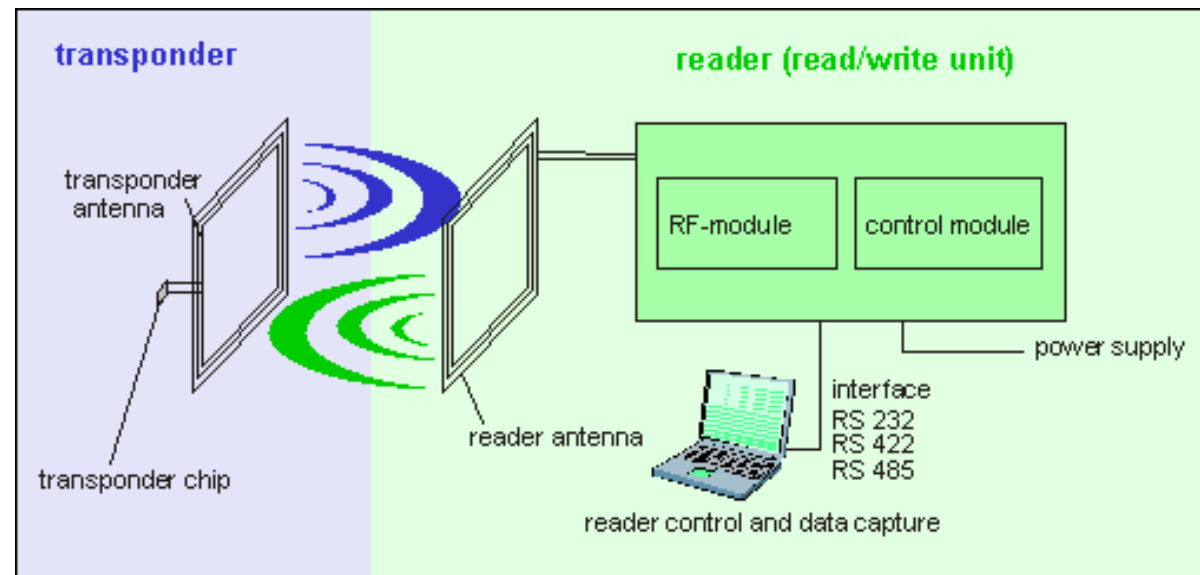 transponder
reader (read/write unit)
transponder
antenna
RF-module
control module
power supply
interface
RS 232
RS 422
RS 485
reader antenna
transponder chip
reader control and data capture